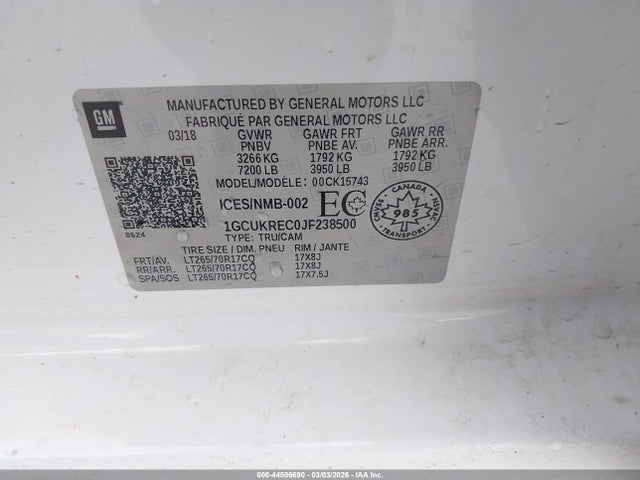 GM
MANUFACTURED BY GENERAL MOTORS LLC
FABRIQUÉ PAR GENERAL MOTORS LLC
03/18 GVWR GAWR FRT GAWR RR
PNBV PNBE AV. PNBE ARR.
3266 KG 1792 KG 1792 KG
7200 LB 3950 LB 3950 LB
MODEL/MODÈLE: 00CK15743
ICES/NMB-002 EC
CANADA
985
TRANSPORT
8624
1GCUKREC0JF238500
TYPE: TRU/CAM
TIRE SIZE / DIM. PNEU RIM / JANTE
FRT/AV. LT265/70R17CQ 17X8J
RR/ARR. LT265/70R17CQ 17X8J
SPA/SOS LT265/70R17CQ 17X7.5J
000-44506690 - 03/03/2026 - IAA Inc.